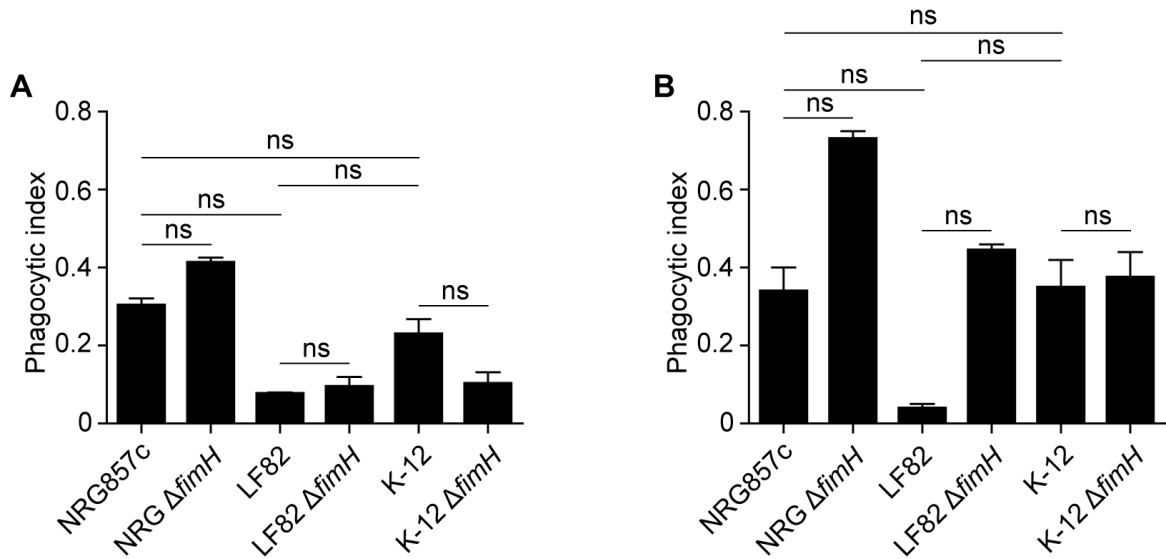 A
Phagocytic index
0.8
0.6
0.4
0.2
0
ns
ns
ns
ns
ns
ns
NRG857c
NRG ΔfimH
LF82
LF82 ΔfimH
K-12
K-12 ΔfimH
B
Phagocytic index
0.8
0.6
0.4
0.2
0
ns
ns
ns
ns
ns
ns
NRG857c
NRG ΔfimH
LF82
LF82 ΔfimH
K-12
K-12 ΔfimH